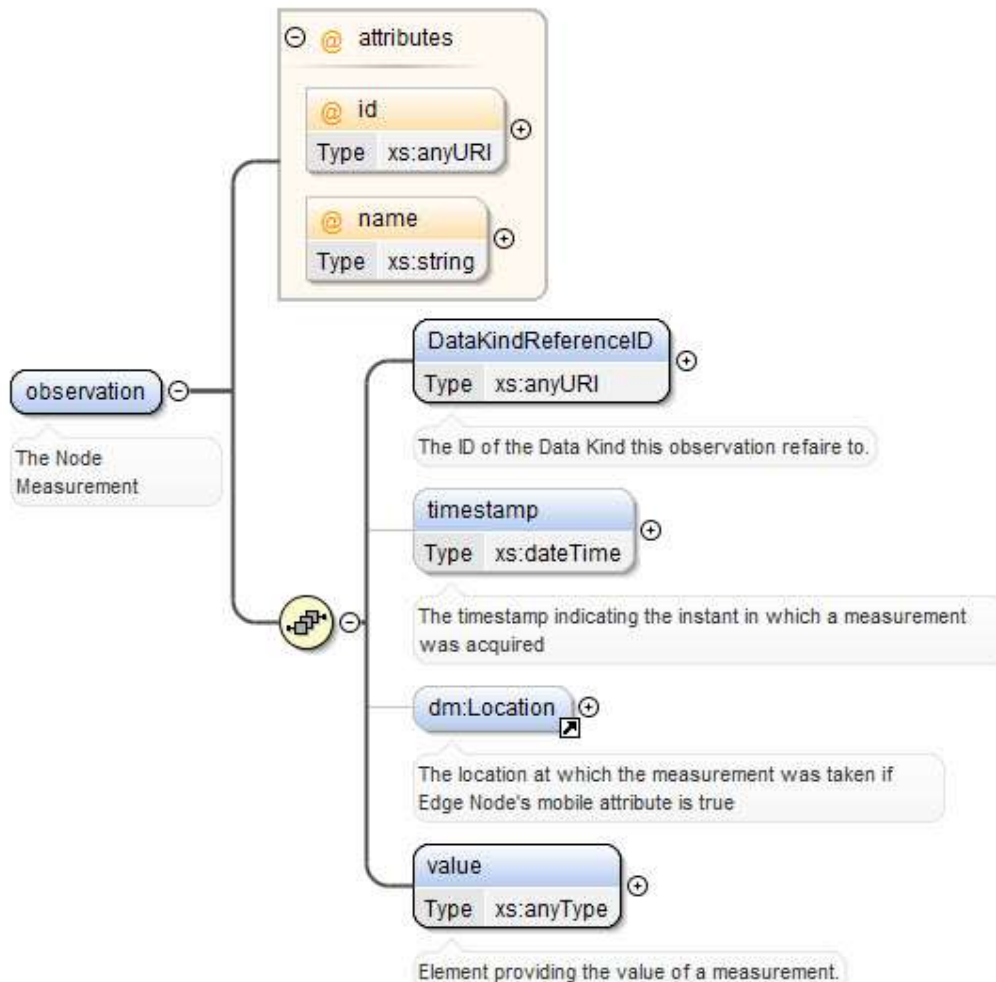 @ attributes
@ id
Type xs:anyURI
@ name
Type xs:string
DataKindReferenceID
Type xs:anyURI
observation
The ID of the Data Kind this observation refaire to.
The Node
Measurement
timestamp
Type xs:dateTime
The timestamp indicating the instant in which a measurement
was acquired
dm:Location
The location at which the measurement was taken if
Edge Node's mobile attribute is true
value
Type xs:anyType
Element providing the value of a measurement.